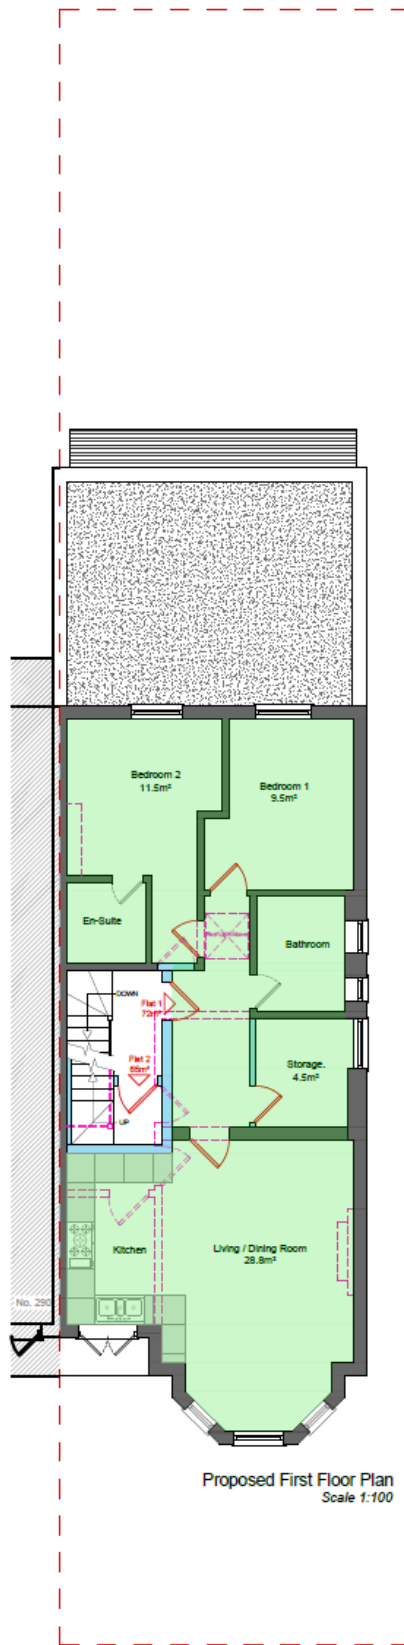 Bedroom 2
11.5m²
Bedroom 1
9.5m²
En-Suite
Bathroom
DOWN
Flat 1
72m²
Flat 2
Storage.
4.5m²
UP
Kitchen
Living / Dining Room
28.8m²
No. 290
Proposed First Floor Plan
Scale 1:100